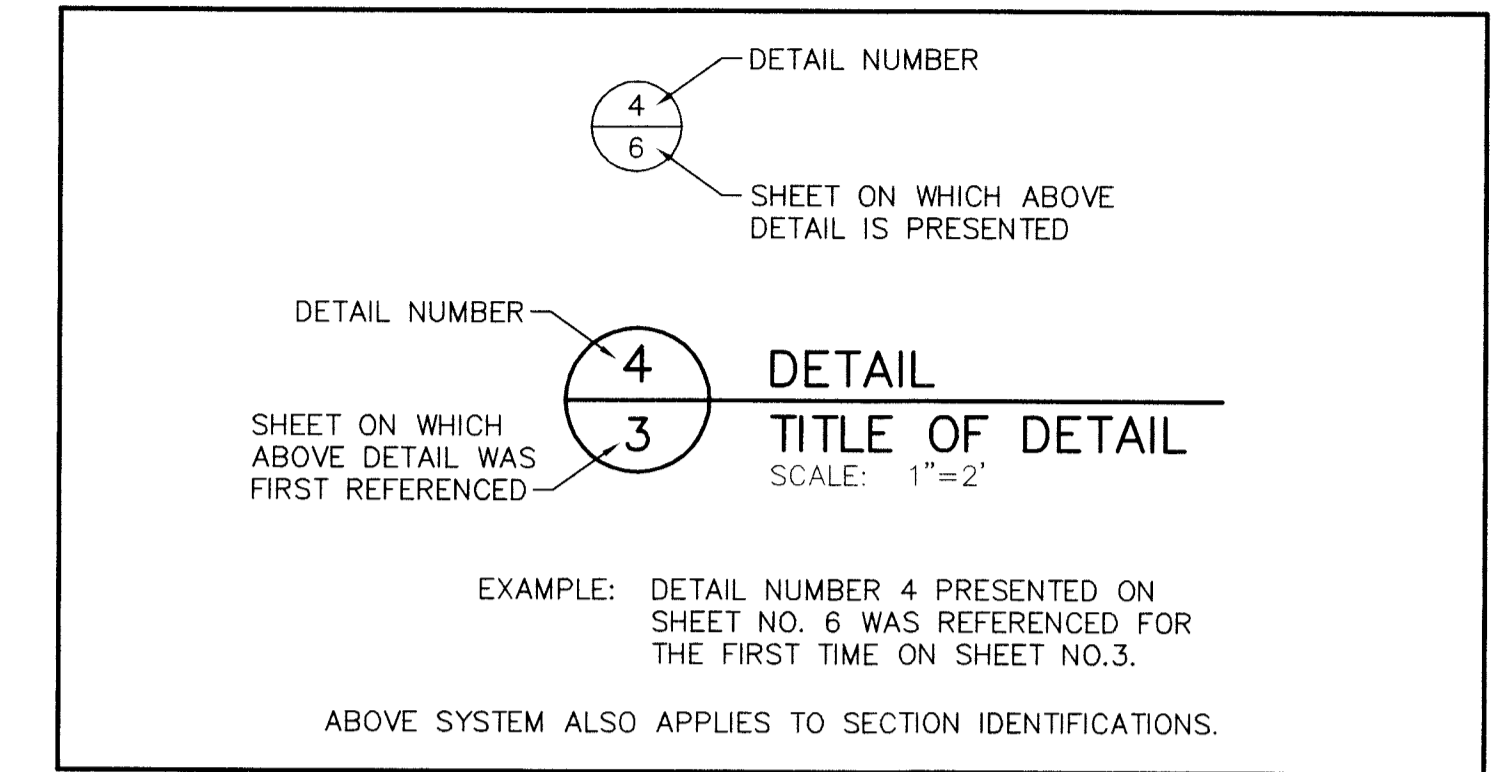 DETAIL NUMBER
4
6
SHEET ON WHICH ABOVE
DETAIL IS PRESENTED
DETAIL NUMBER
4
DETAIL
SHEET ON WHICH
ABOVE DETAIL WAS
FIRST REFERENCED
3
TITLE OF DETAIL
SCALE: 1"=2'
EXAMPLE: DETAIL NUMBER 4 PRESENTED ON
SHEET NO. 6 WAS REFERENCED FOR
THE FIRST TIME ON SHEET NO.3.
ABOVE SYSTEM ALSO APPLIES TO SECTION IDENTIFICATIONS.